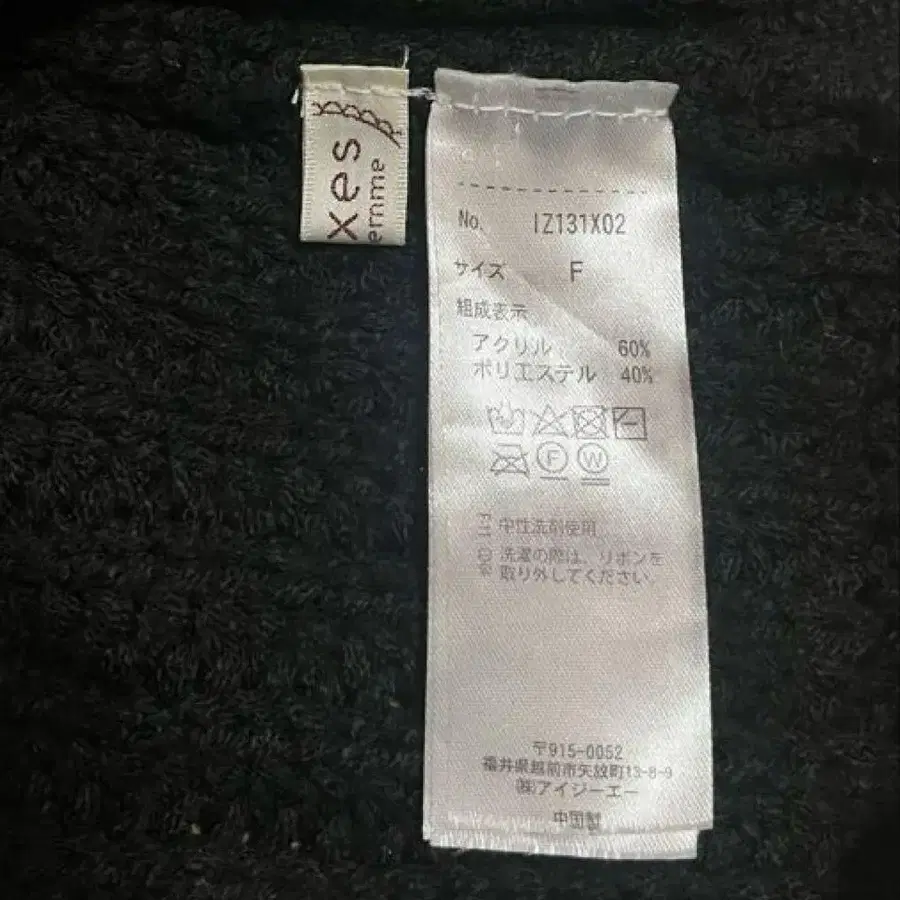 xes
emme
No. IZ131X02
サイズ F
組成表示
アクリル 60%
ポリエステル 40%
F W
中性洗剤使用
洗濯の際は、リボンを
取り外してください。
〒915-0052
福井県越前市矢放町13-8-9
(株)アイジーエー
中国製